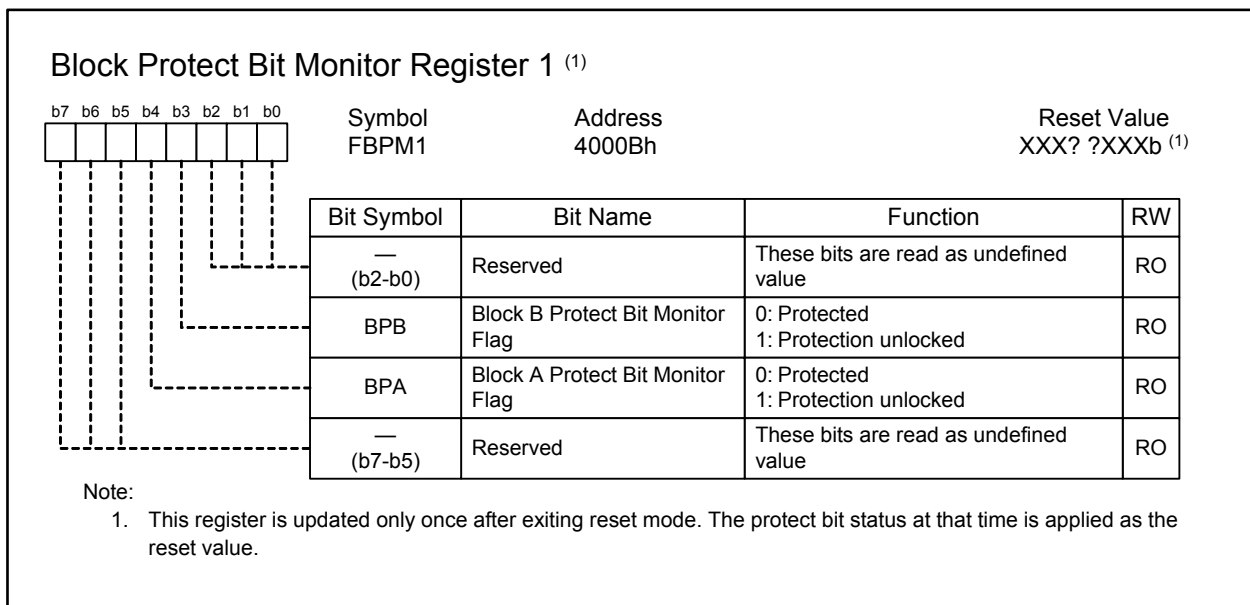 Block Protect Bit Monitor Register 1 (1)
b7 b6 b5 b4 b3 b2 b1 b0
Symbol Address Reset Value
FBPM1 4000Bh XXX? ?XXXb (1)
Bit Symbol Bit Name Function RW
—
(b2-b0)
Reserved
These bits are read as undefined
value
RO
BPB
Block B Protect Bit Monitor
Flag
0: Protected
1: Protection unlocked
RO
BPA
Block A Protect Bit Monitor
Flag
0: Protected
1: Protection unlocked
RO
—
(b7-b5)
Reserved
These bits are read as undefined
value
RO
Note:
1. This register is updated only once after exiting reset mode. The protect bit status at that time is applied as the
reset value.